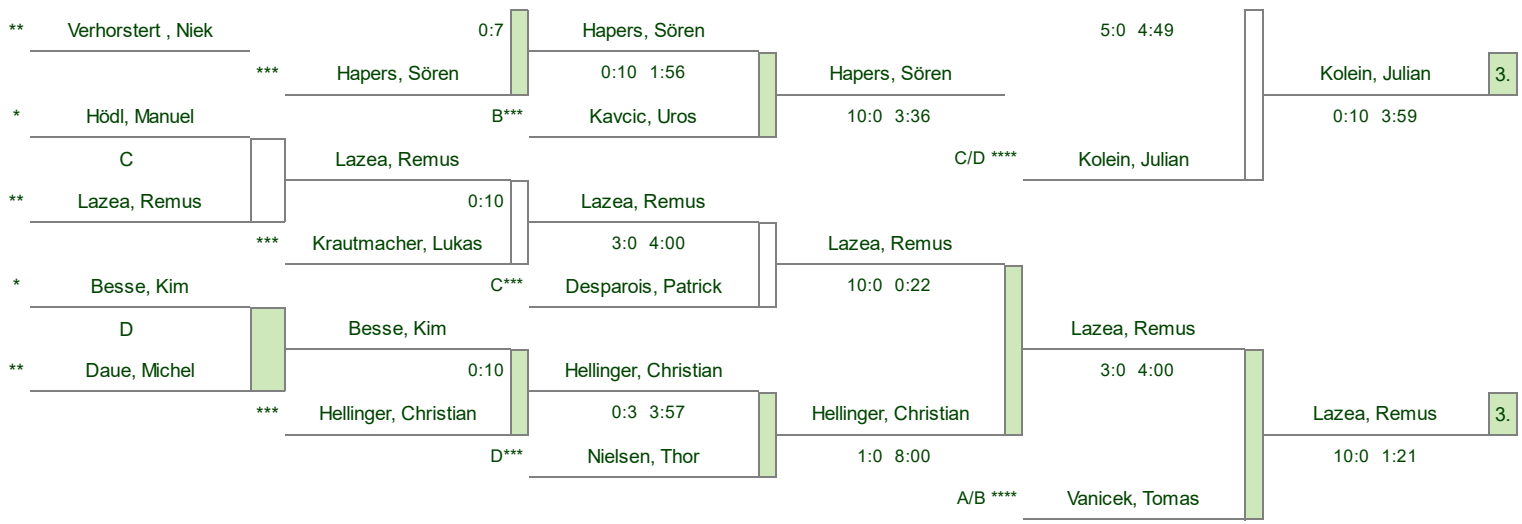 ** Verhorstert , Niek 0:7 Hapers, Sören 5:0 4:49
*** Hapers, Sören 0:10 1:56 Hapers, Sören Kolein, Julian 3.
* Hödl, Manuel B*** Kavcic, Uros 10:0 3:36 0:10 3:59
C Lazea, Remus C/D **** Kolein, Julian
** Lazea, Remus 0:10 Lazea, Remus
*** Krautmacher, Lukas 3:0 4:00 Lazea, Remus
* Besse, Kim C*** Desparois, Patrick 10:0 0:22
D Besse, Kim Lazea, Remus
** Daue, Michel 0:10 Hellinger, Christian 3:0 4:00
*** Hellinger, Christian 0:3 3:57 Hellinger, Christian Lazea, Remus 3.
D*** Nielsen, Thor 1:0 8:00 10:0 1:21
A/B **** Vanicek, Tomas